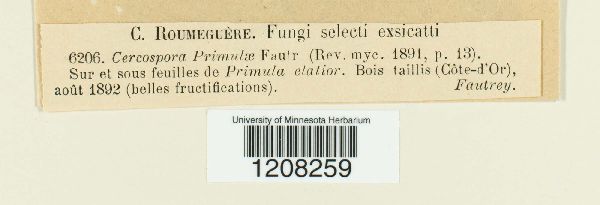 C. ROUMEGUÈRE. Fungi selecti exsicatti
6206. Cercospora Primulæ Fautr (Rev. myc. 1891, p. 13).
Sur et sous feuilles de Primula elatior. Bois taillis (Côte-d'Or),
août 1892 (belles fructifications). Fautrey.
University of Minnesota Herbarium
1208259